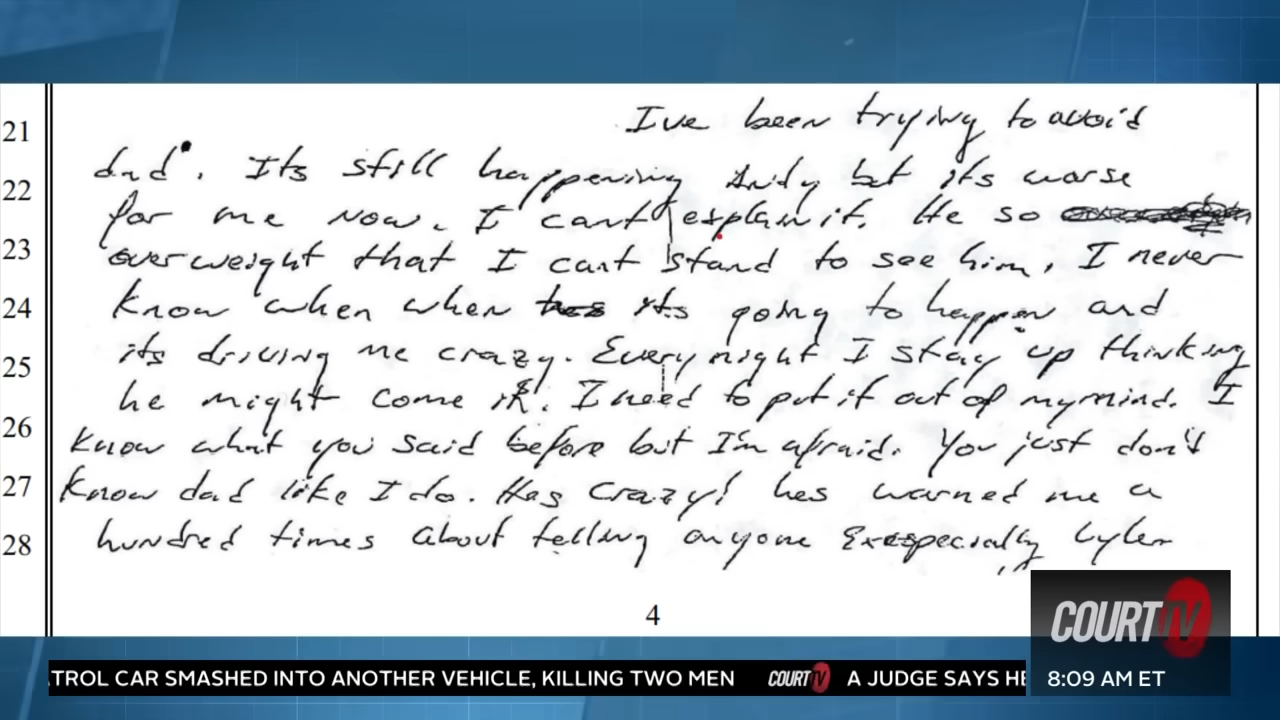 21 I've been trying to avoid
22 dad. Its still happening Andy but its worse
for me now. I cant explain it. He so
23 overweight that I cant stand to see him. I never
24 know when when its going to happen and
its driving me crazy. Every night I stay up thinking
25 he might come in. I need to put it out of my mind. I
26 know what you said before but I'm afraid. You just don't
27 know dad like I do. Hes crazy! hes warned me a
28 hundred times about telling anyone Exespecially Lyle
4
COURT TV
TROL CAR SMASHED INTO ANOTHER VEHICLE, KILLING TWO MEN COURT TV A JUDGE SAYS HE
8:09 AM ET